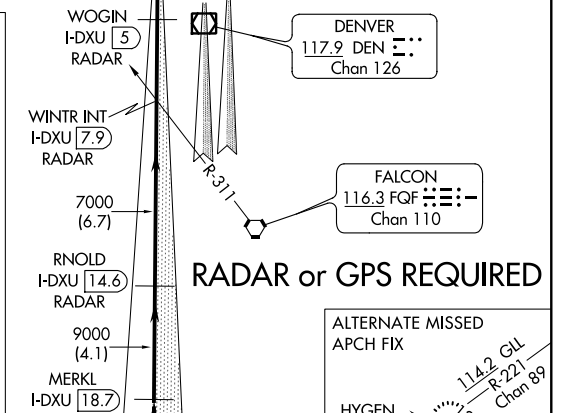 WOGIN
I-DXU 5
RADAR
DENVER
117.9 DEN
Chan 126
WINTR INT
I-DXU 7.9
RADAR
R-311
FALCON
116.3 FQF
Chan 110
7000
(6.7)
RNOLD
I-DXU 14.6
RADAR
RADAR or GPS REQUIRED
9000
(4.1)
MERKL
I-DXU 18.7
ALTERNATE MISSED
APCH FIX
114.2 GLL
R-221
Chan 89
HYGEN